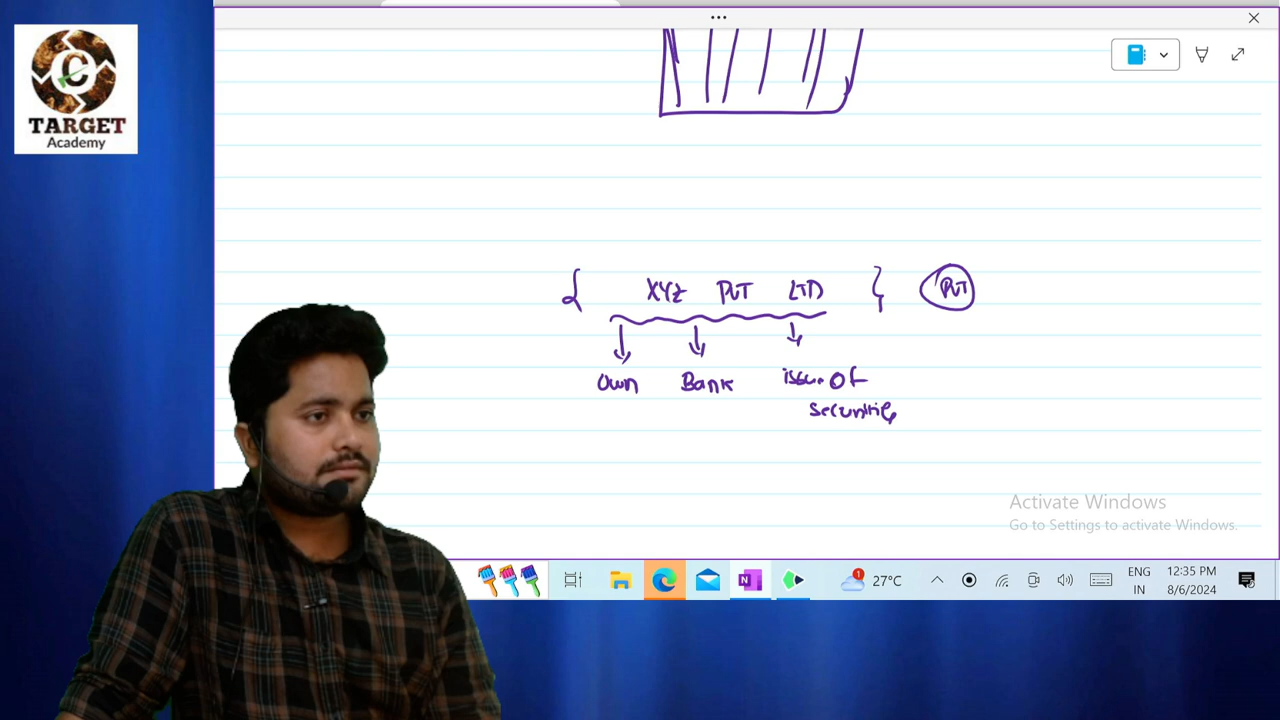 TARGET
Academy
{ XYZ PVT LTD } PVT
Own Bank issue of
securities
Activate Windows
Go to Settings to activate Windows.
1
27°C
ENG
IN
12:35 PM
8/6/2024